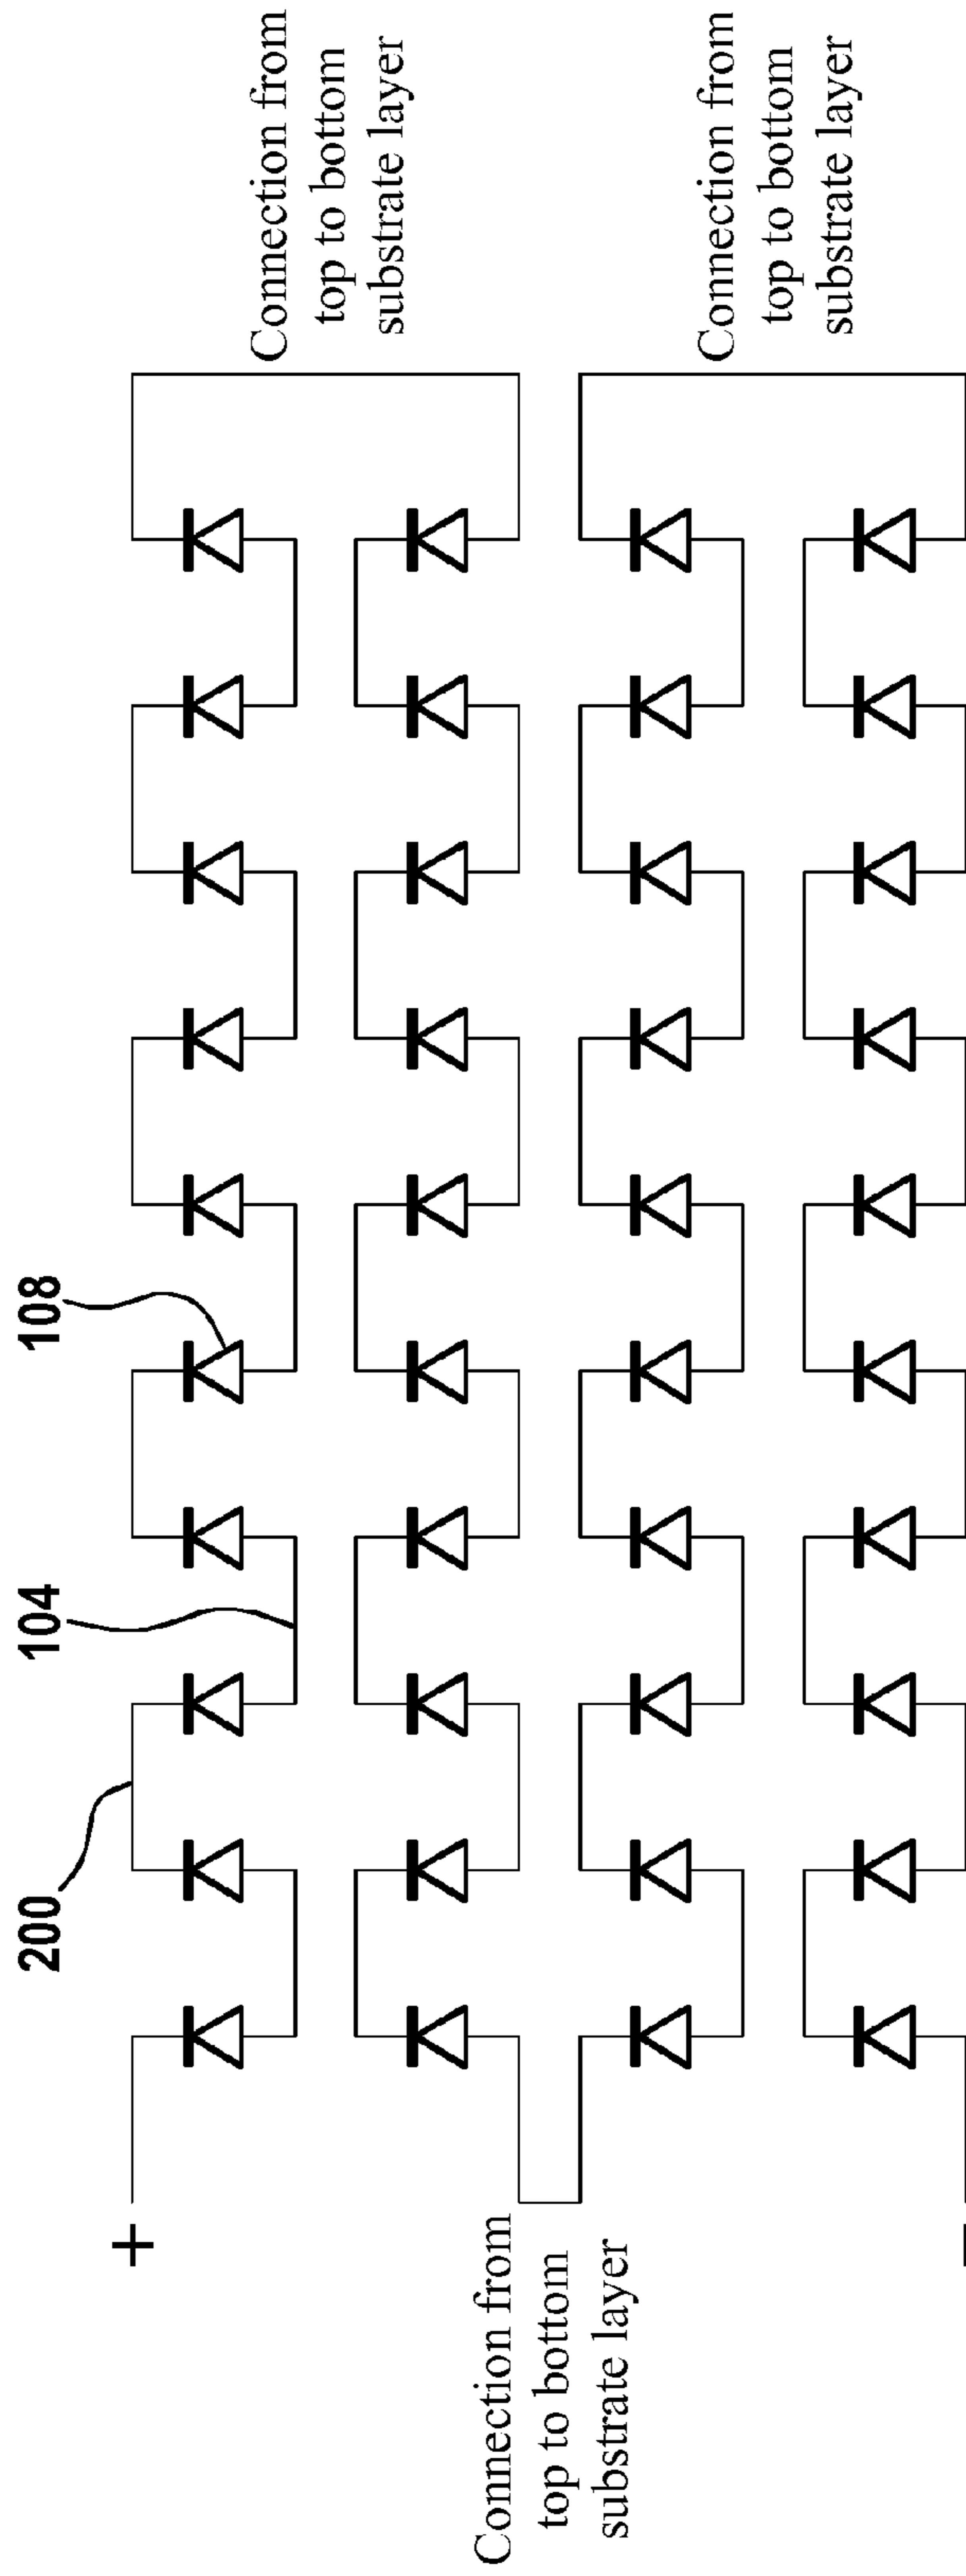 200 104 108
+
Connection from
top to bottom
substrate layer
Connection from
top to bottom
substrate layer
Connection from
top to bottom
substrate layer
-